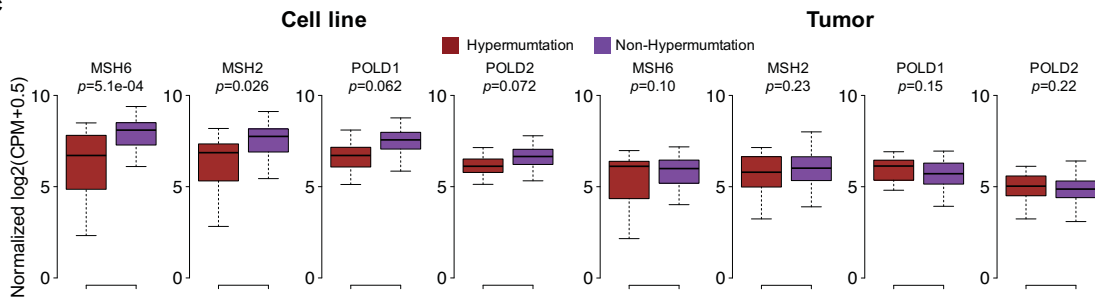 Cell line
Tumor
Hypermumtation
Non-Hypermumtation
Normalized log2(CPM+0.5)
MSH6
p=5.1e-04
10
5
0
MSH2
p=0.026
10
5
0
POLD1
p=0.062
10
5
0
POLD2
p=0.072
10
5
0
MSH6
p=0.10
10
5
0
MSH2
p=0.23
10
5
0
POLD1
p=0.15
10
5
0
POLD2
p=0.22
10
5
0